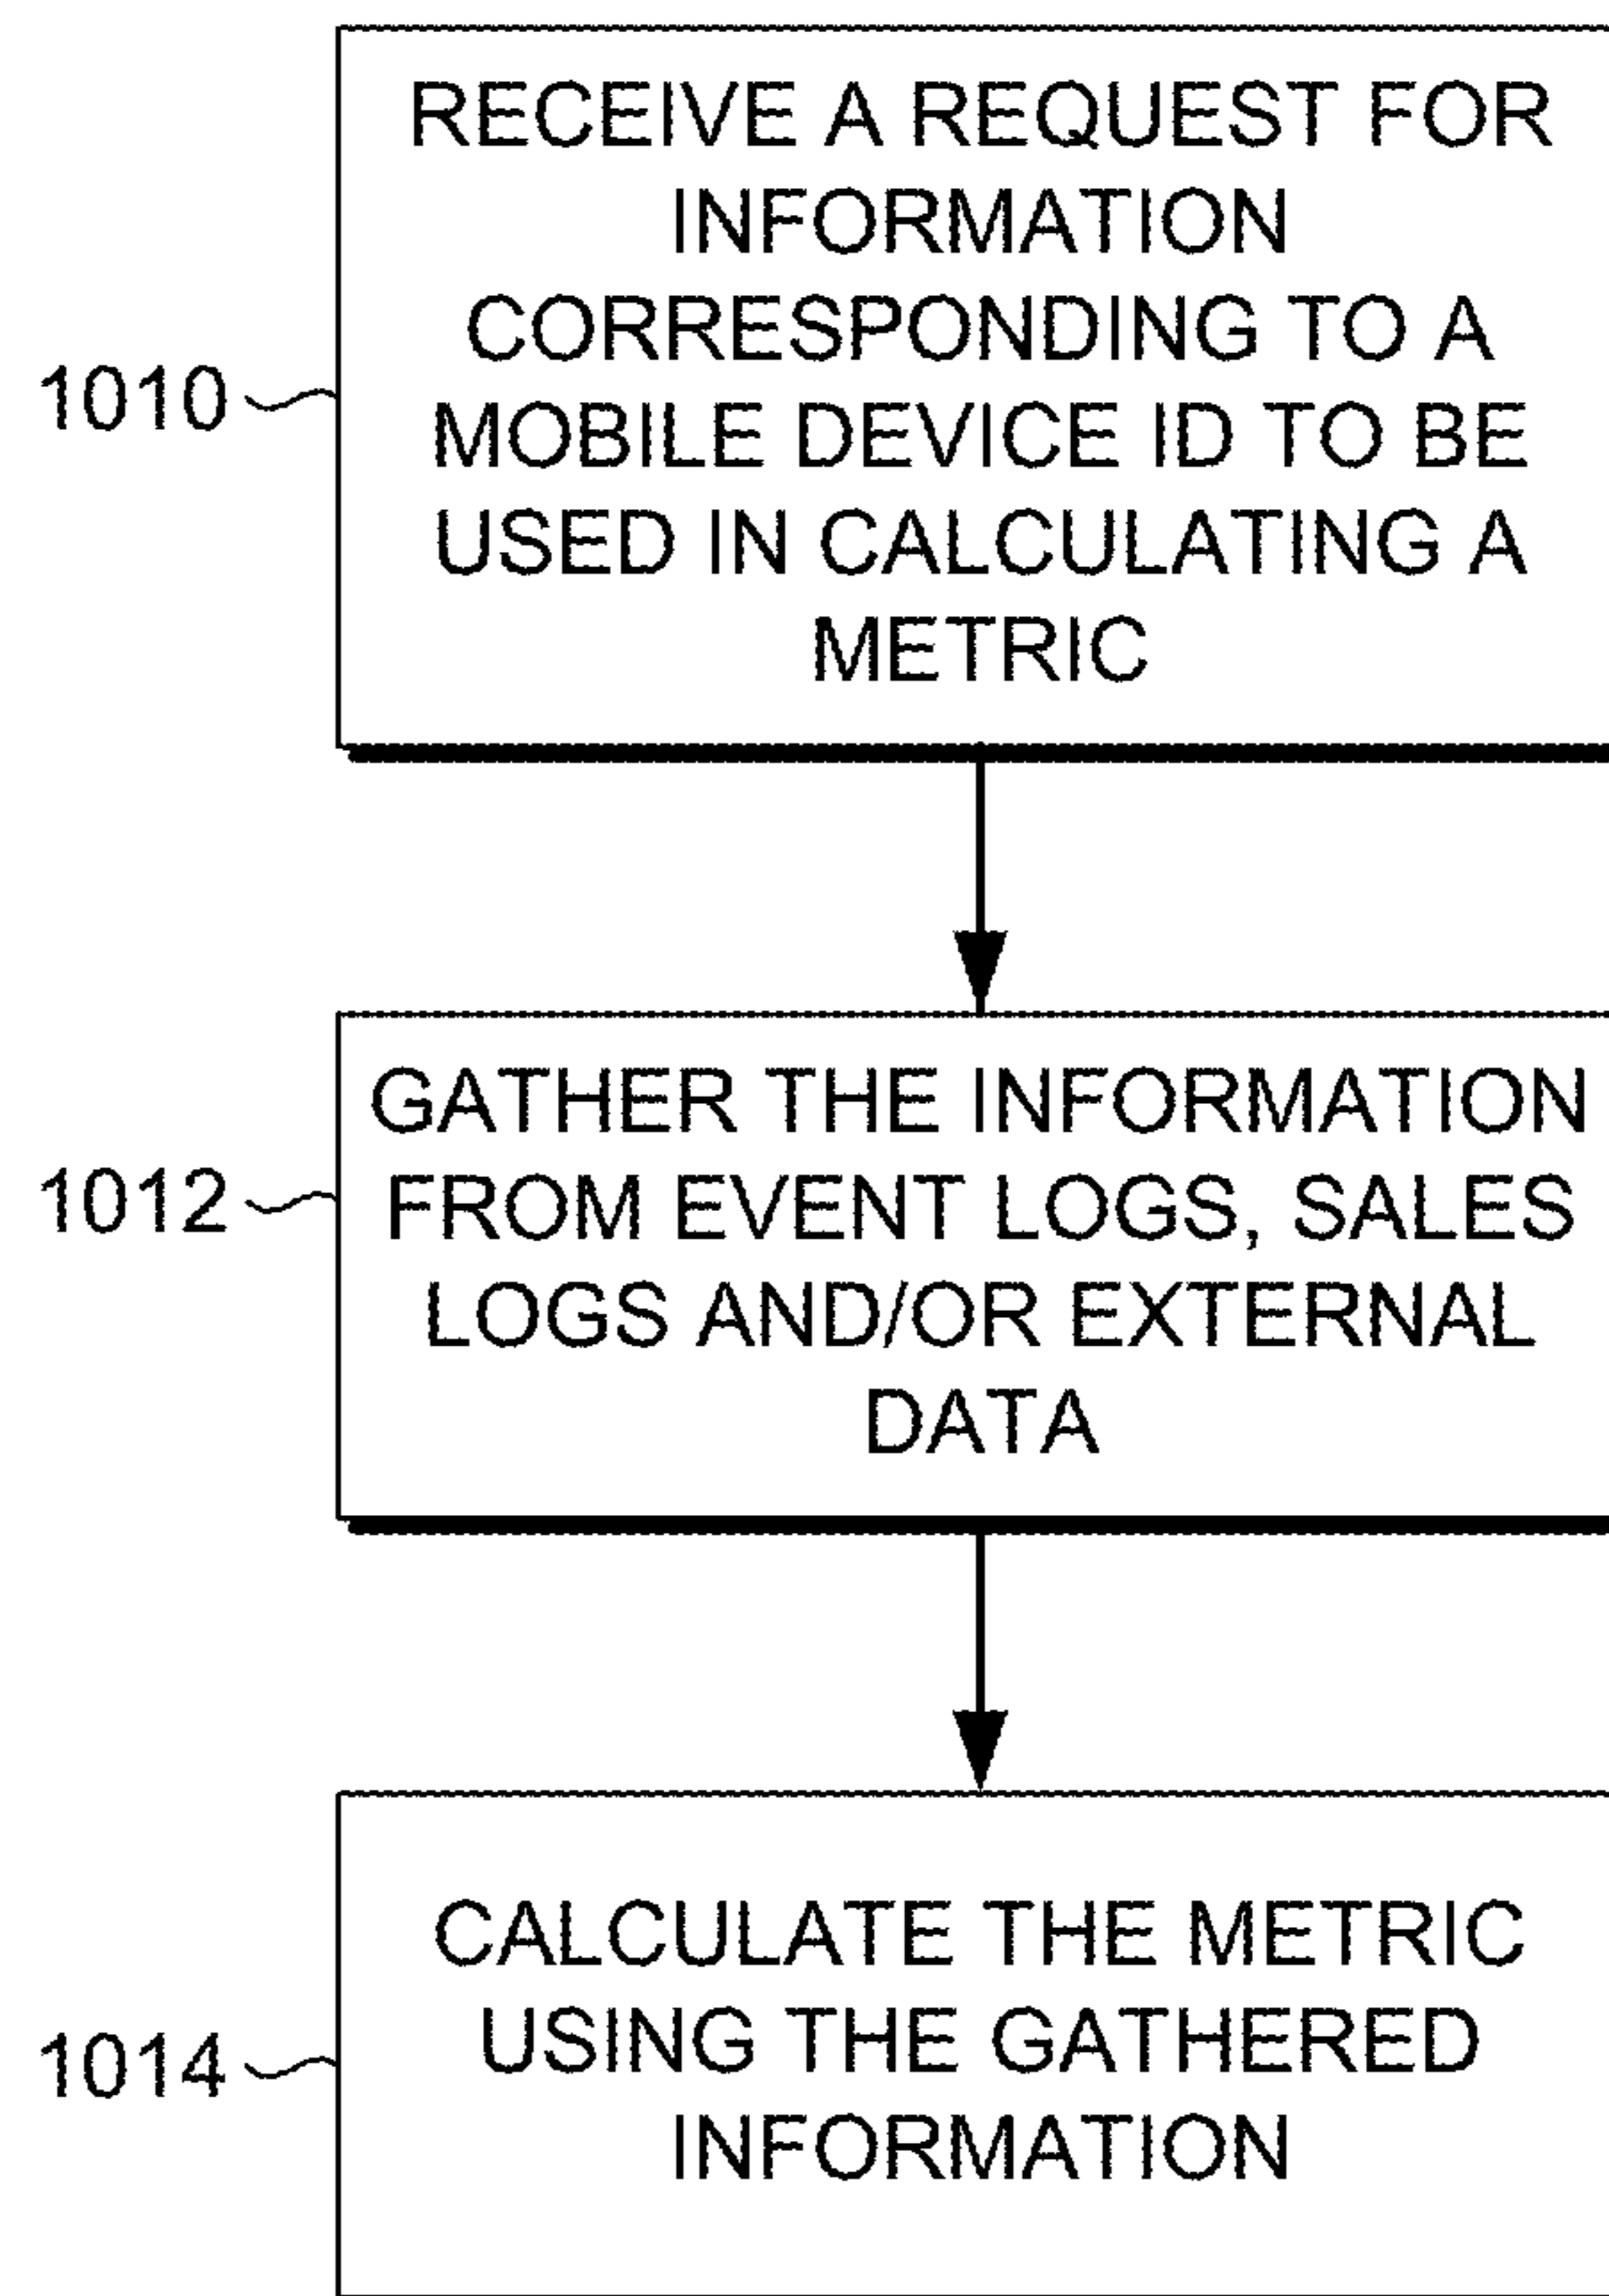 RECEIVE A REQUEST FOR
INFORMATION
CORRESPONDING TO A
1010
MOBILE DEVICE ID TO BE
USED IN CALCULATING A
METRIC
GATHER THE INFORMATION
1012
FROM EVENT LOGS, SALES
LOGS AND/OR EXTERNAL
DATA
CALCULATE THE METRIC
1014
USING THE GATHERED
INFORMATION